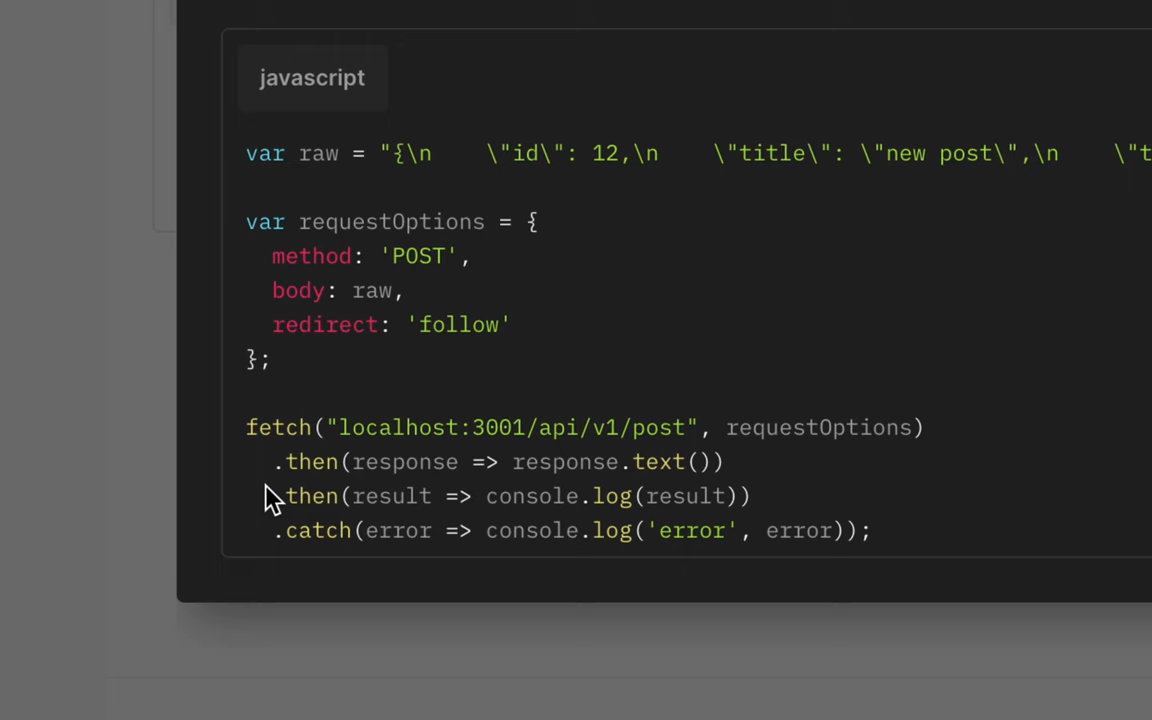 javascript
var raw = "{\n    \"id\": 12,\n    \"title\": \"new post\",\n    \"t
var requestOptions = {
  method: 'POST',
  body: raw,
  redirect: 'follow'
};
fetch("localhost:3001/api/v1/post", requestOptions)
  .then(response => response.text())
  .then(result => console.log(result))
  .catch(error => console.log('error', error));